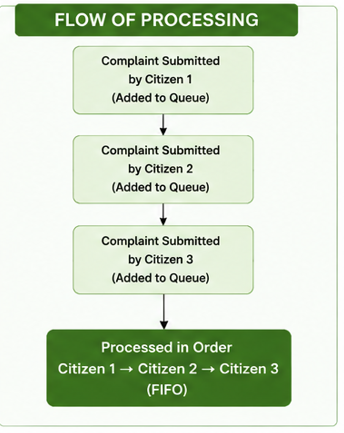 FLOW OF PROCESSING
Complaint Submitted
by Citizen 1
(Added to Queue)
Complaint Submitted
by Citizen 2
(Added to Queue)
Complaint Submitted
by Citizen 3
(Added to Queue)
Processed in Order
Citizen 1 → Citizen 2 → Citizen 3
(FIFO)